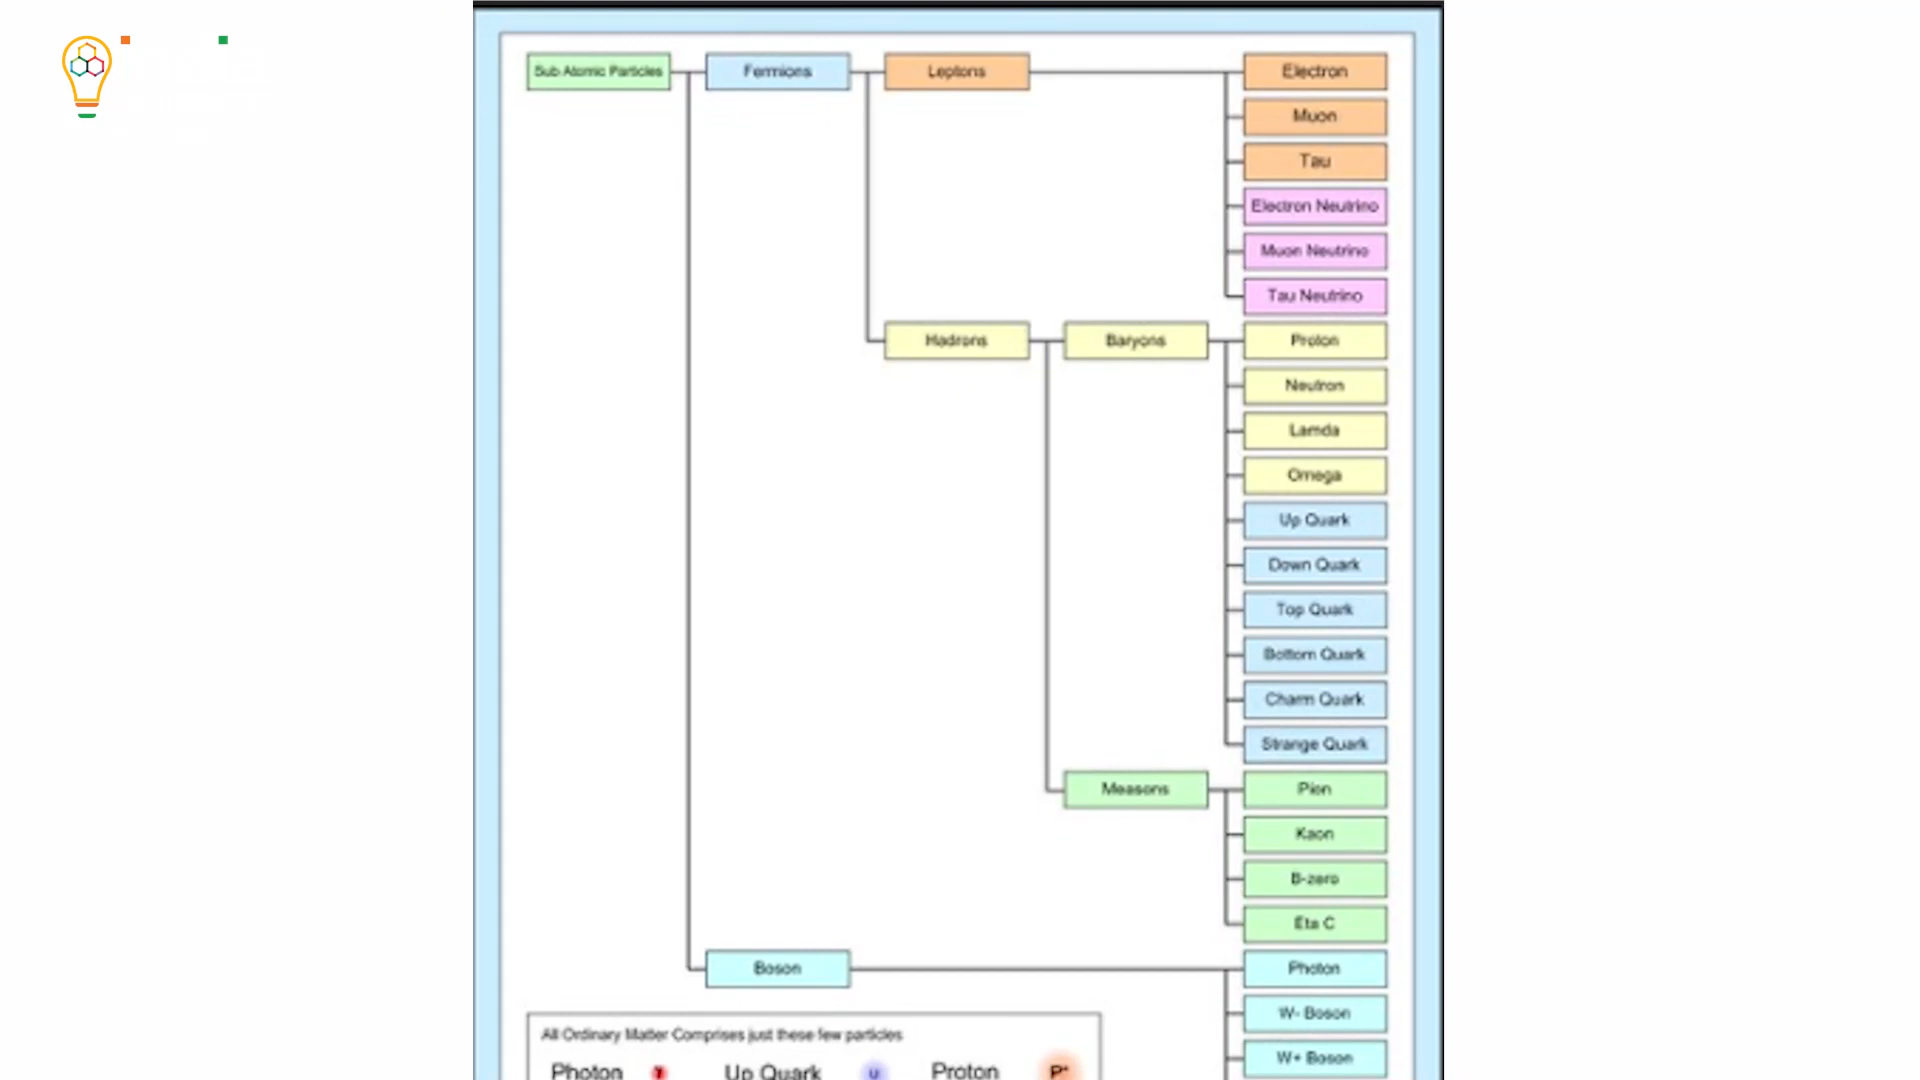 Sub Atomic Particles
Fermions
Leptons
Electron
Muon
Tau
Electron Neutrino
Muon Neutrino
Tau Neutrino
Hadrons
Baryons
Proton
Neutron
Lamda
Omega
Up Quark
Down Quark
Top Quark
Bottom Quark
Charm Quark
Strange Quark
Measons
Pion
Kaon
B-zero
Eta C
Boson
Photon
W- Boson
W+ Boson
All Ordinary Matter Comprises just these few particles
Photon
Up Quark
U
Proton
P⁺